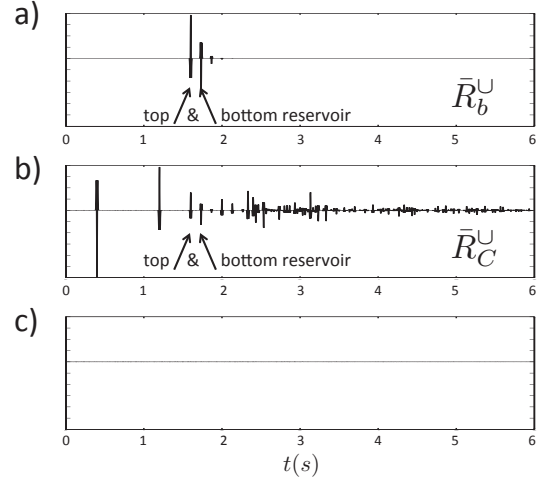 a)
top & bottom reservoir
R̄_b^∪
0 1 2 3 4 5 6
b)
top & bottom reservoir
R̄_C^∪
0 1 2 3 4 5 6
c)
0 1 2 3 4 5 6
t(s)